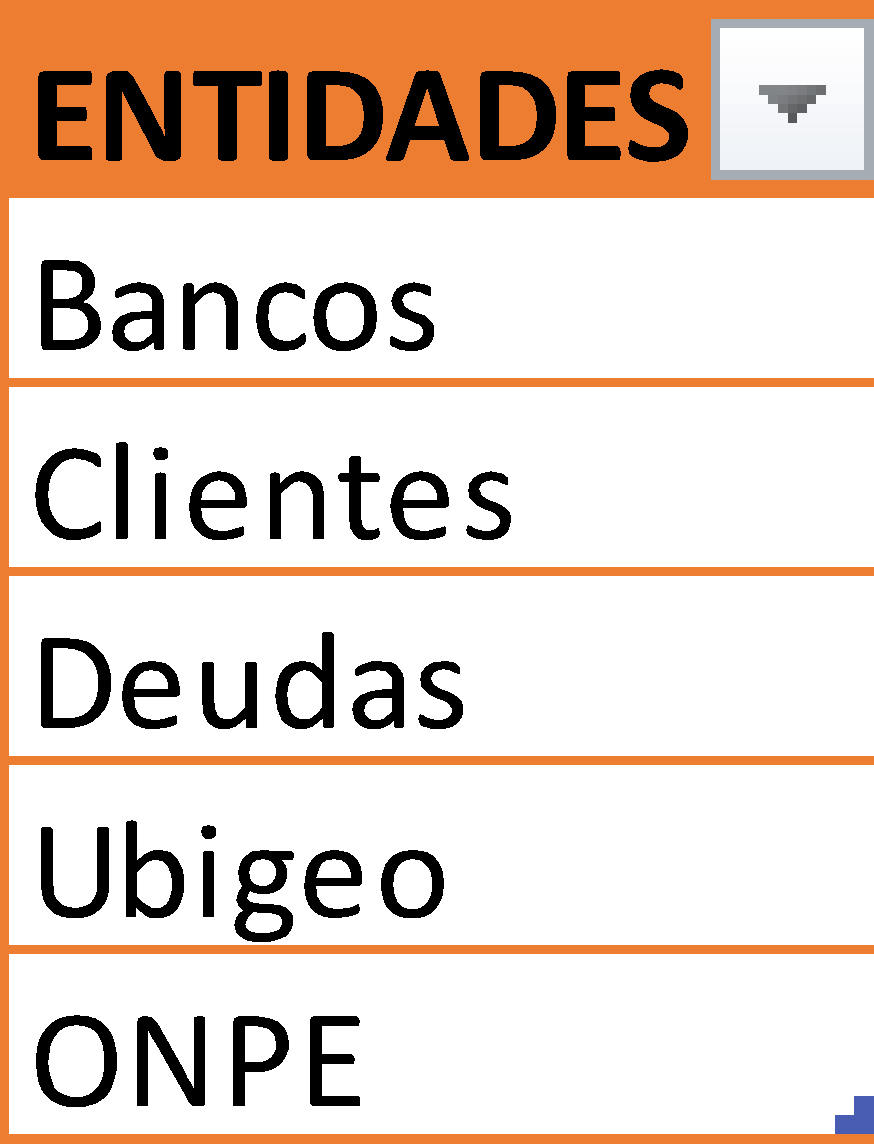 ENTIDADES
Bancos
Clientes
Deudas
Ubigeo
ONPE